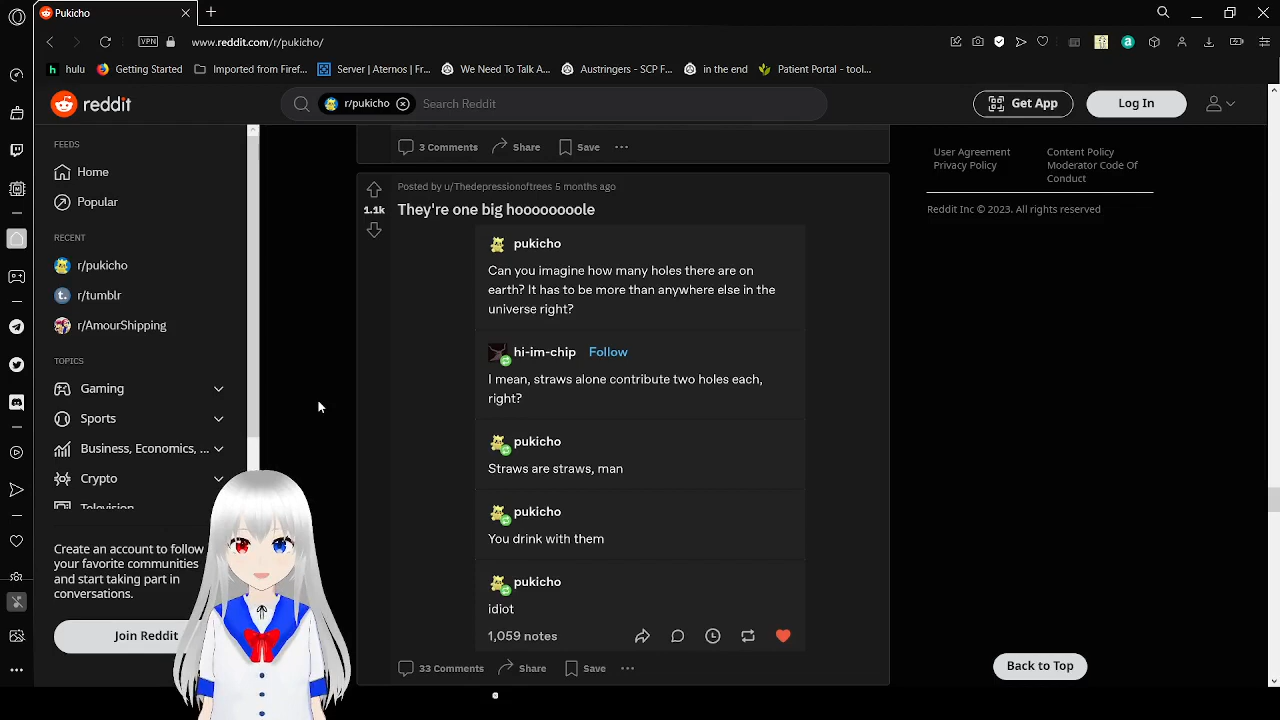 Pukicho
VPN
www.reddit.com/r/pukicho/
hulu
Getting Started
Imported from Firef...
Server | Aternos | Fr...
We Need To Talk A...
Austringers - SCP F...
in the end
Patient Portal - tool...
reddit
r/pukicho
Search Reddit
Get App
Log In
FEEDS
Home
Popular
RECENT
r/pukicho
r/tumblr
r/AmourShipping
TOPICS
Gaming
Sports
Business, Economics, ...
Crypto
Television
Create an account to follow
your favorite communities
and start taking part in
conversations.
Join Reddit
3 Comments
Share
Save
Posted by u/Thedepressionoftrees 5 months ago
1.1k
They're one big hoooooooole
pukicho
Can you imagine how many holes there are on
earth? It has to be more than anywhere else in the
universe right?
hi-im-chip Follow
I mean, straws alone contribute two holes each,
right?
pukicho
Straws are straws, man
pukicho
You drink with them
pukicho
idiot
1,059 notes
33 Comments
Share
Save
User Agreement
Privacy Policy
Content Policy
Moderator Code Of
Conduct
Reddit Inc © 2023. All rights reserved
Back to Top